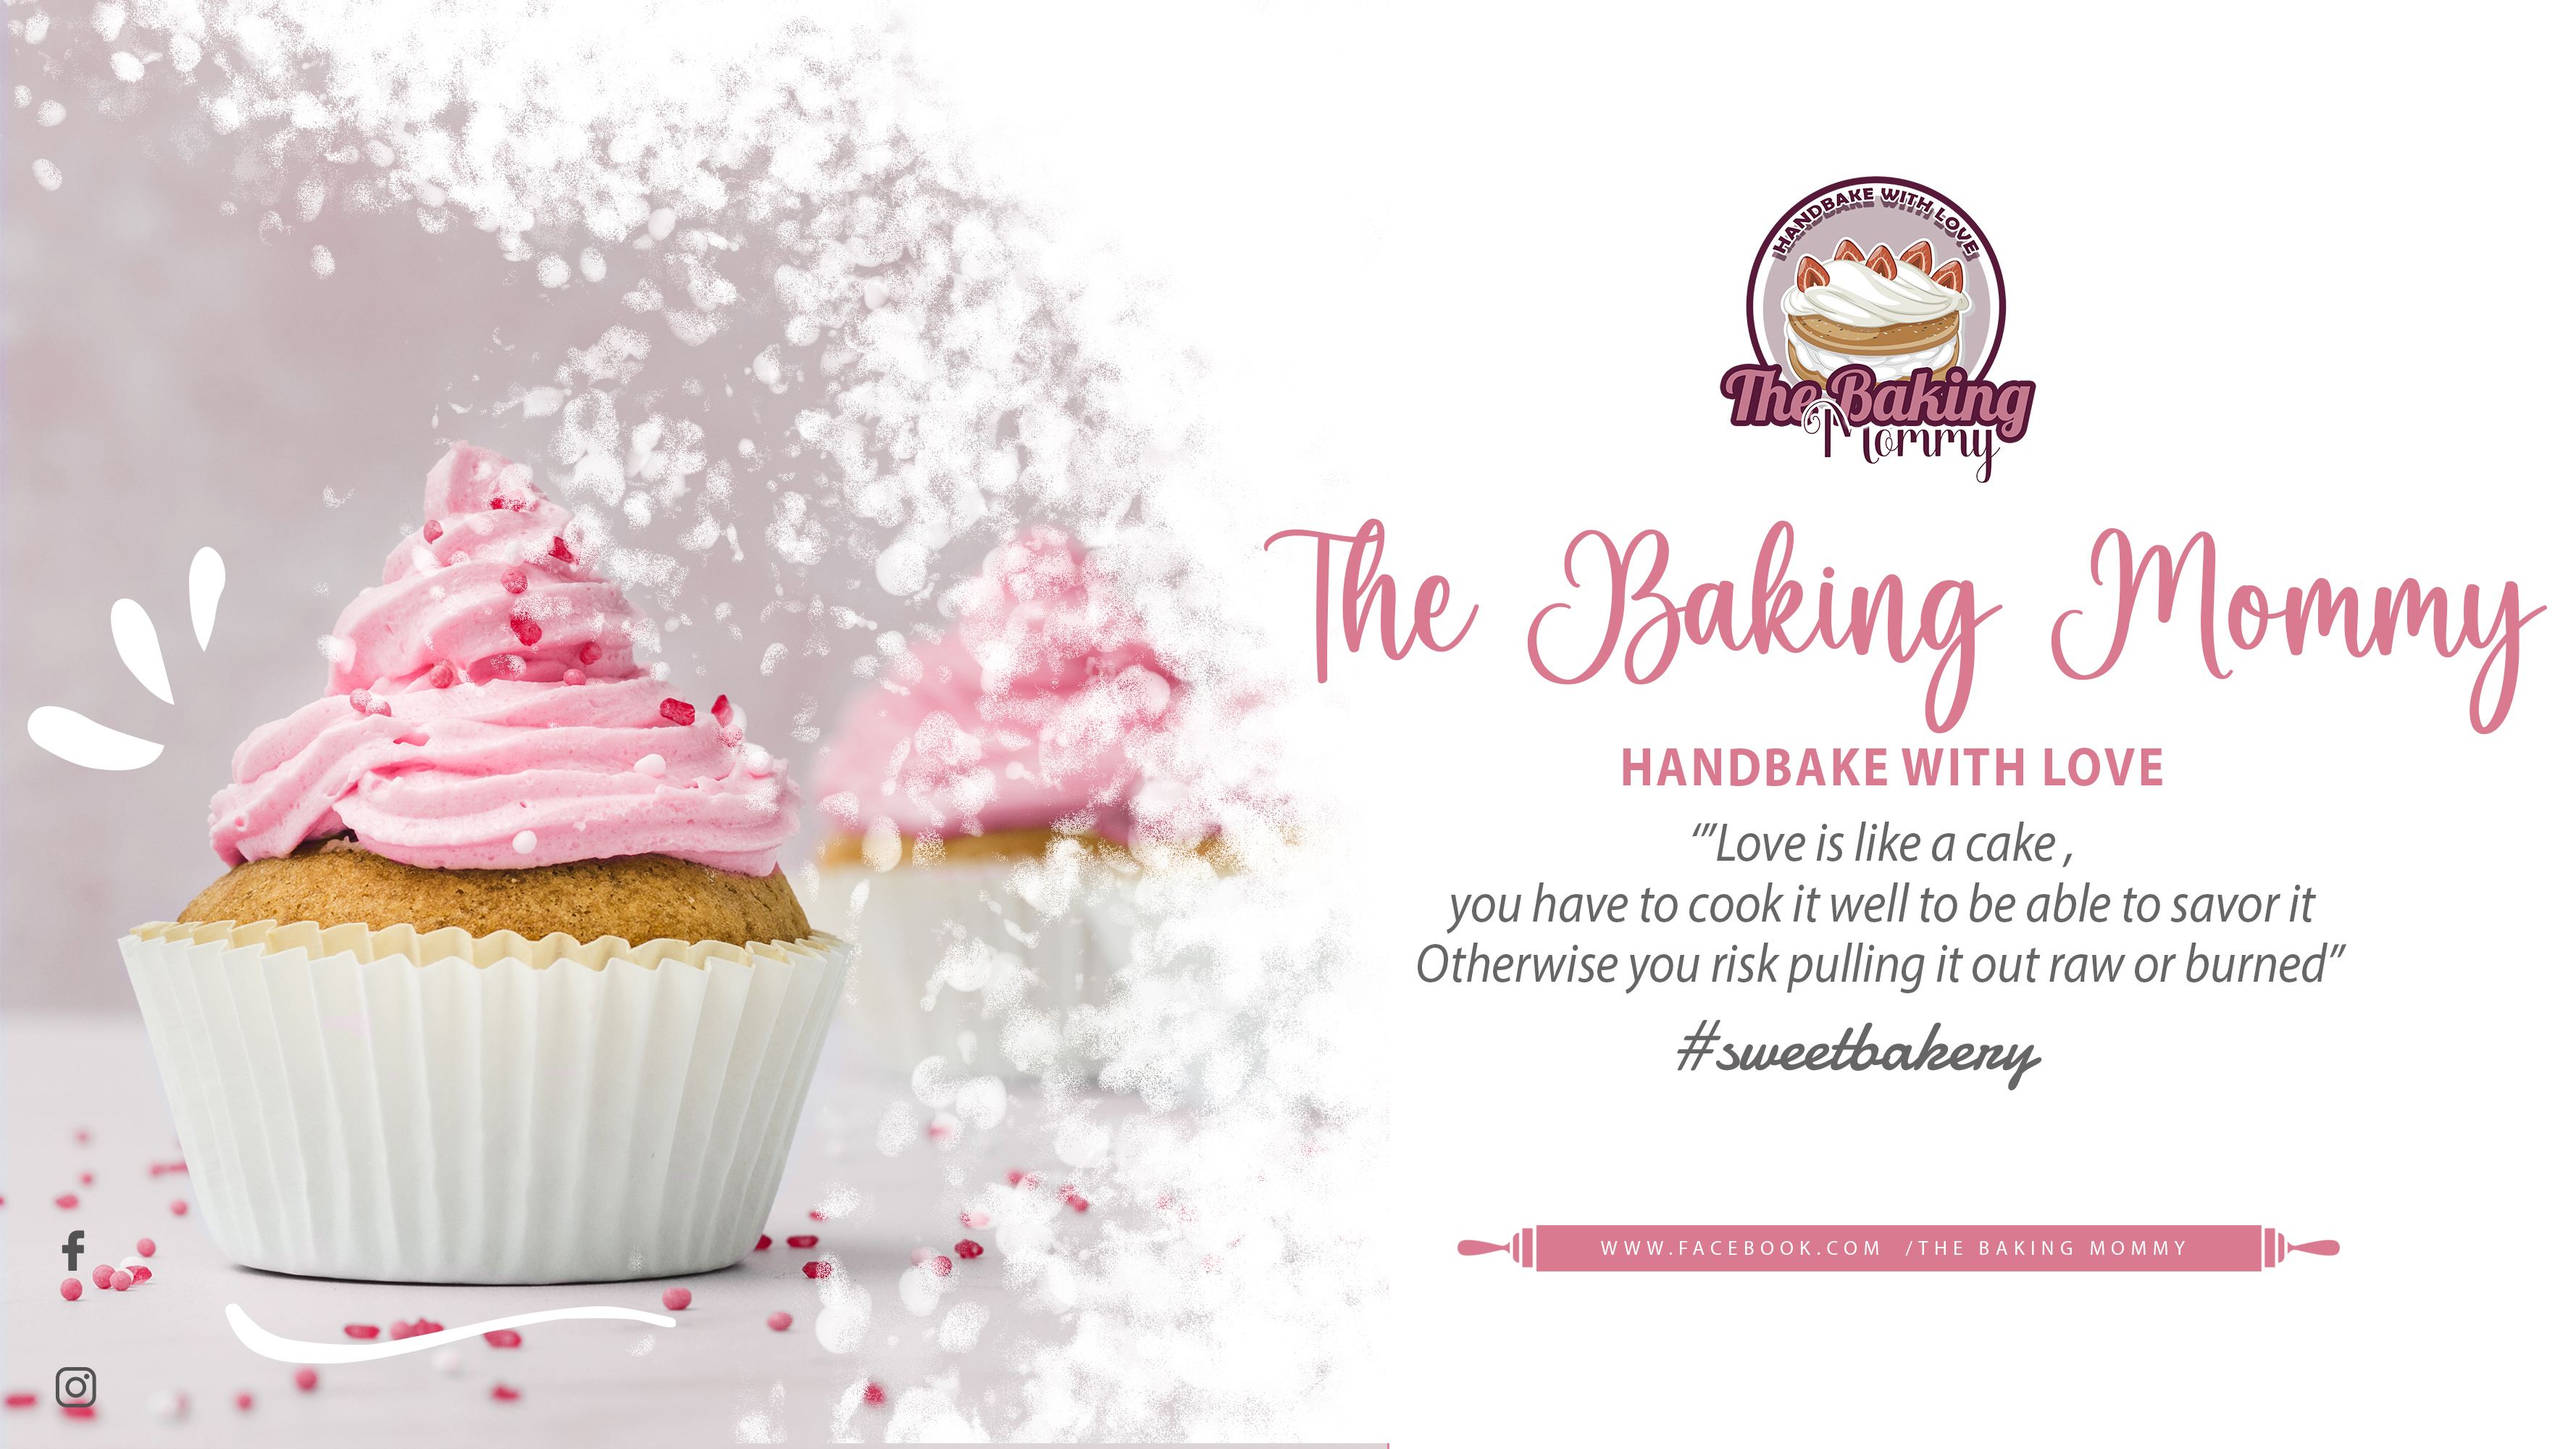 HANDBAKE WITH LOVE
The Baking
Mommy
The Baking Mommy
HANDBAKE WITH LOVE
“”Love is like a cake ,
you have to cook it well to be able to savor it
Otherwise you risk pulling it out raw or burned”
#sweetbakery
WWW.FACEBOOK.COM /THE BAKING MOMMY